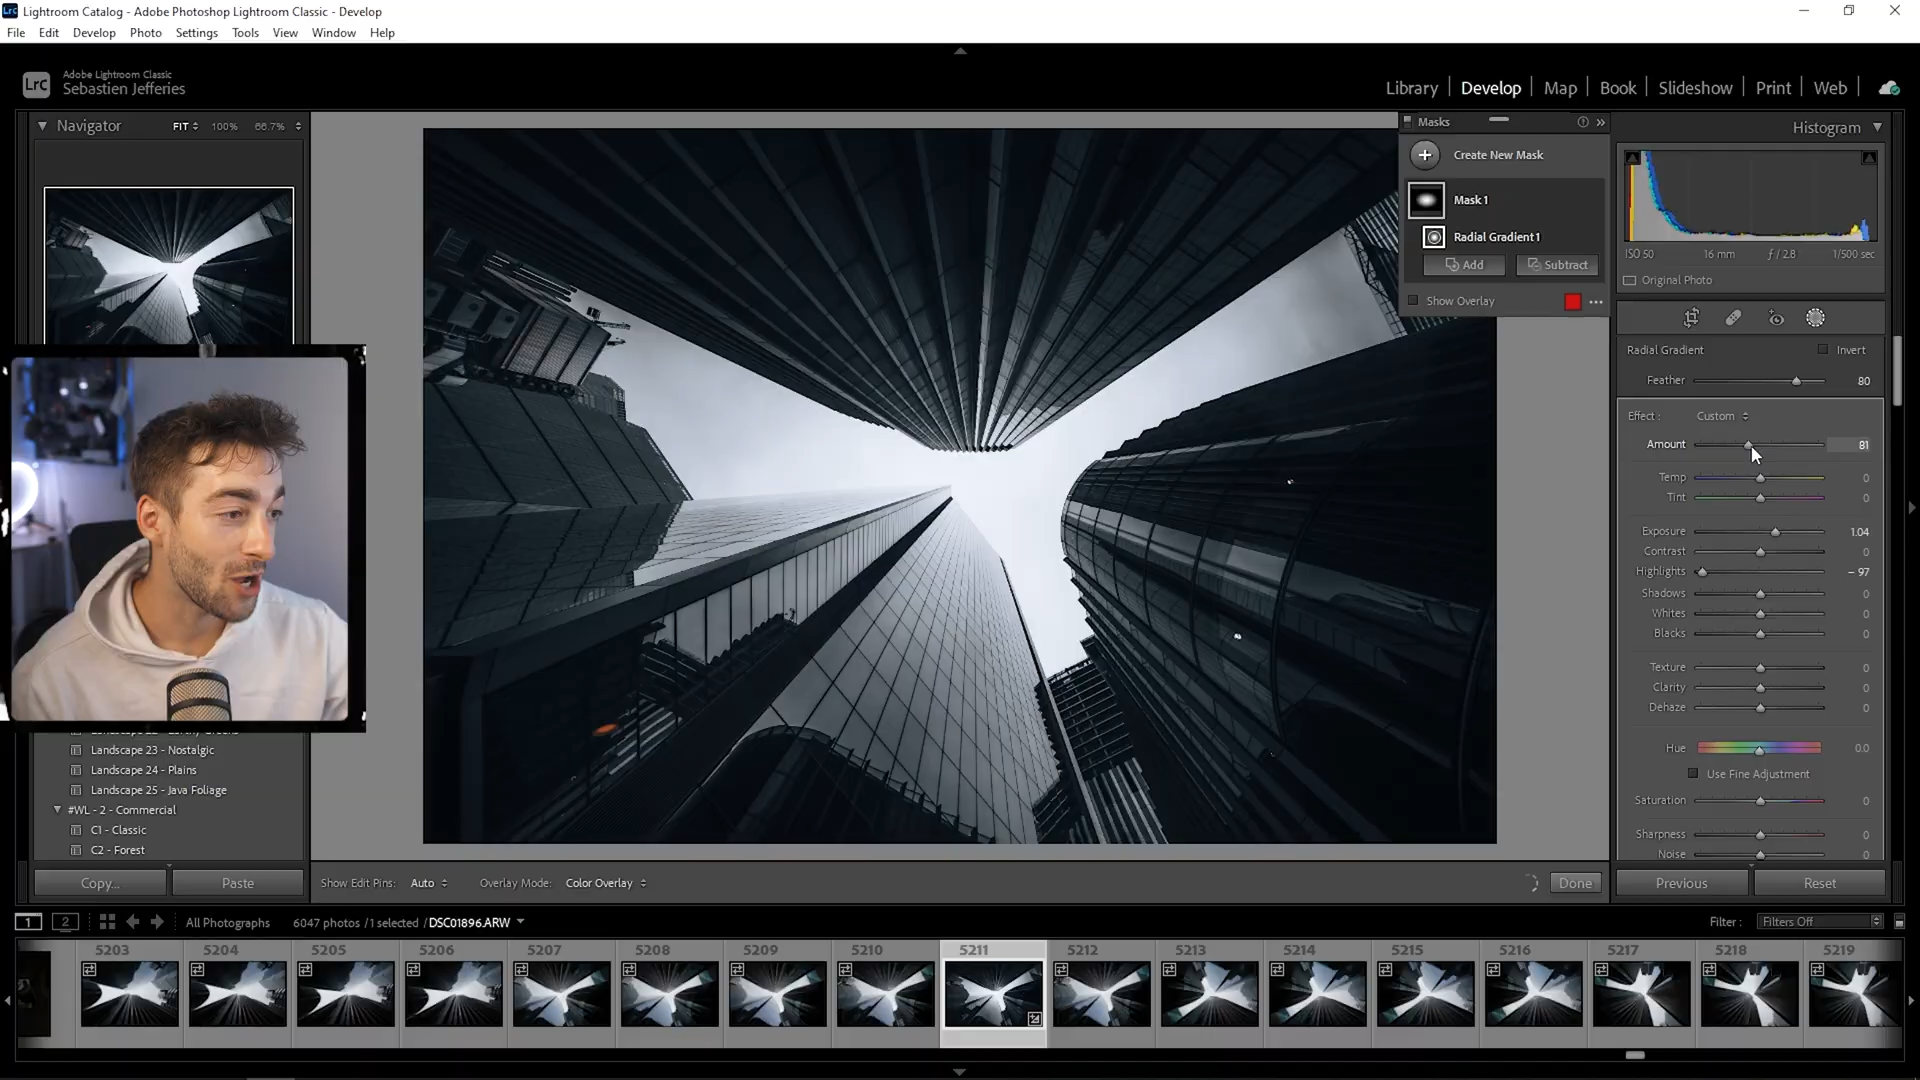 Lightroom Catalog - Adobe Photoshop Lightroom Classic - Develop
File Edit Develop Photo Settings Tools View Window Help
Lrc
Adobe Lightroom Classic
Sebastien Jefferies
Library | Develop | Map | Book | Slideshow | Print | Web
Navigator FIT 100% 66.7%
Masks
Create New Mask
Mask 1
Radial Gradient 1
Add Subtract
Show Overlay
Histogram
ISO 50 16 mm ƒ / 2.8 1/500 sec
Original Photo
Radial Gradient Invert
Feather 80
Effect : Custom
Amount 81
Temp 0
Tint 0
Exposure 1.04
Contrast 0
Highlights – 97
Shadows 0
Whites 0
Blacks 0
Texture 0
Clarity 0
Dehaze 0
Hue 0.0
Use Fine Adjustment
Saturation 0
Sharpness 0
Noise 0
Landscape 23 - Nostalgic
Landscape 24 - Plains
Landscape 25 - Java Foliage
#WL - 2 - Commercial
C1 - Classic
C2 - Forest
Copy... Paste
Show Edit Pins: Auto Overlay Mode: Color Overlay Done
Previous Reset
1 2 All Photographs 6047 photos / 1 selected / DSC01896.ARW Filter : Filters Off
5203 5204 5205 5206 5207 5208 5209 5210 5211 5212 5213 5214 5215 5216 5217 5218 5219